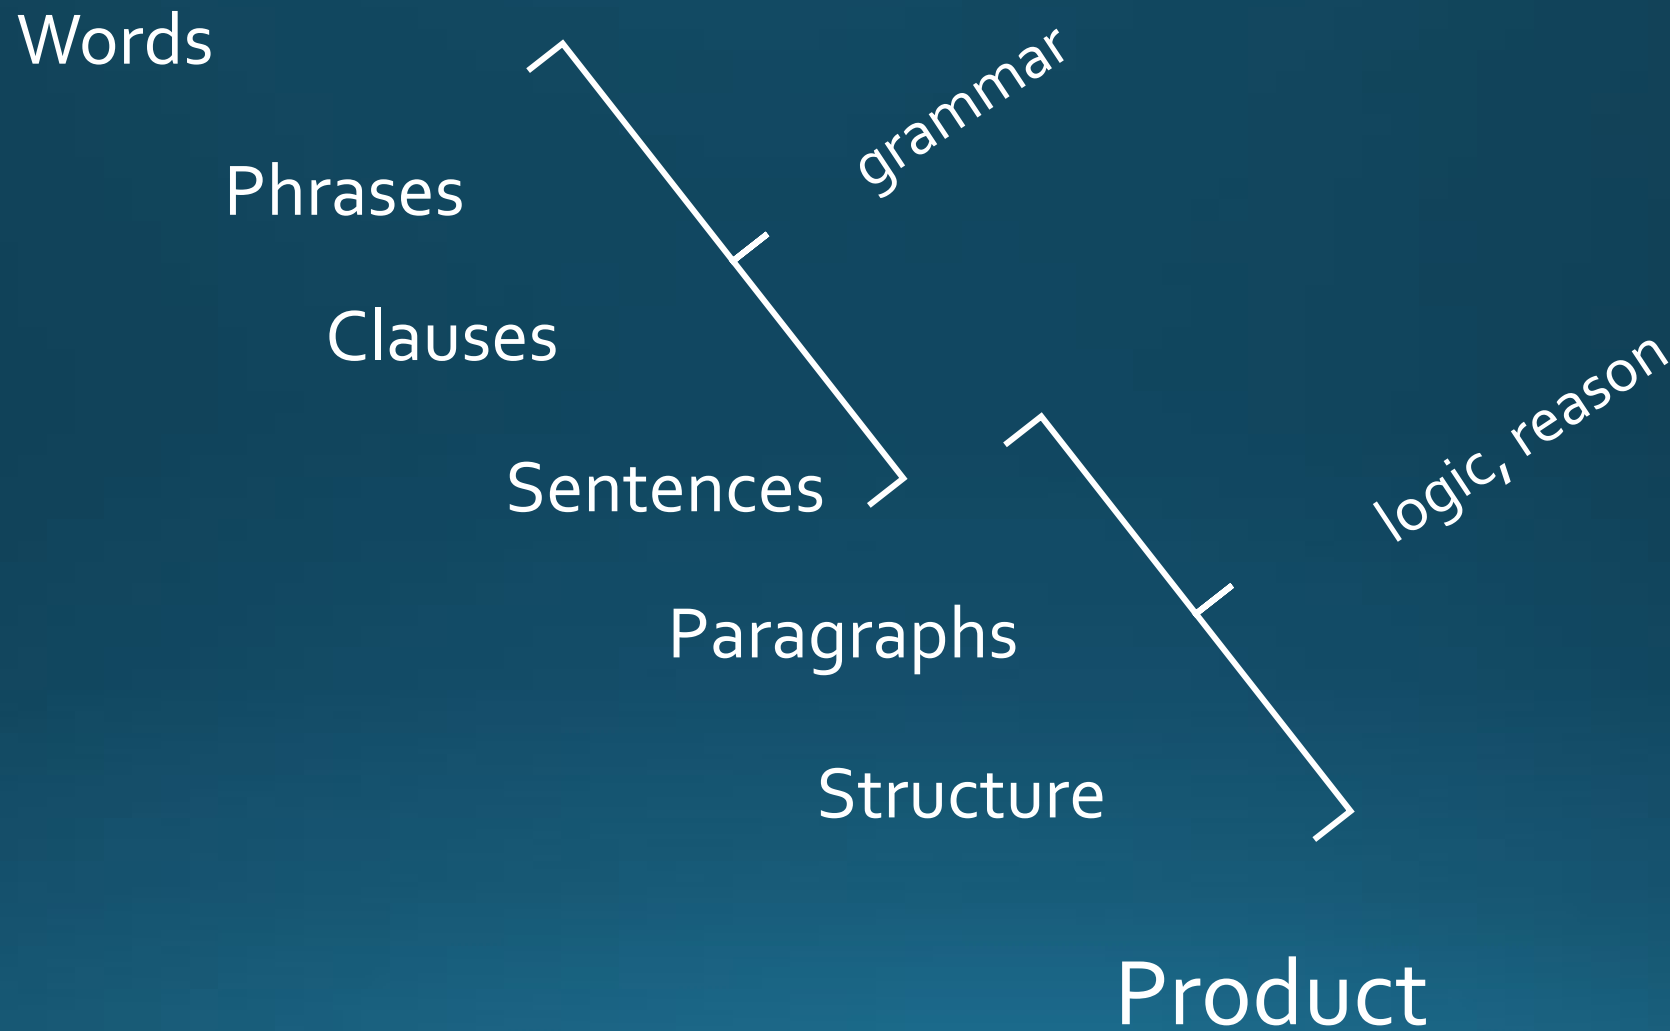 Words
grammar
Phrases
Clauses
logic, reason
Sentences
Paragraphs
Structure
Product